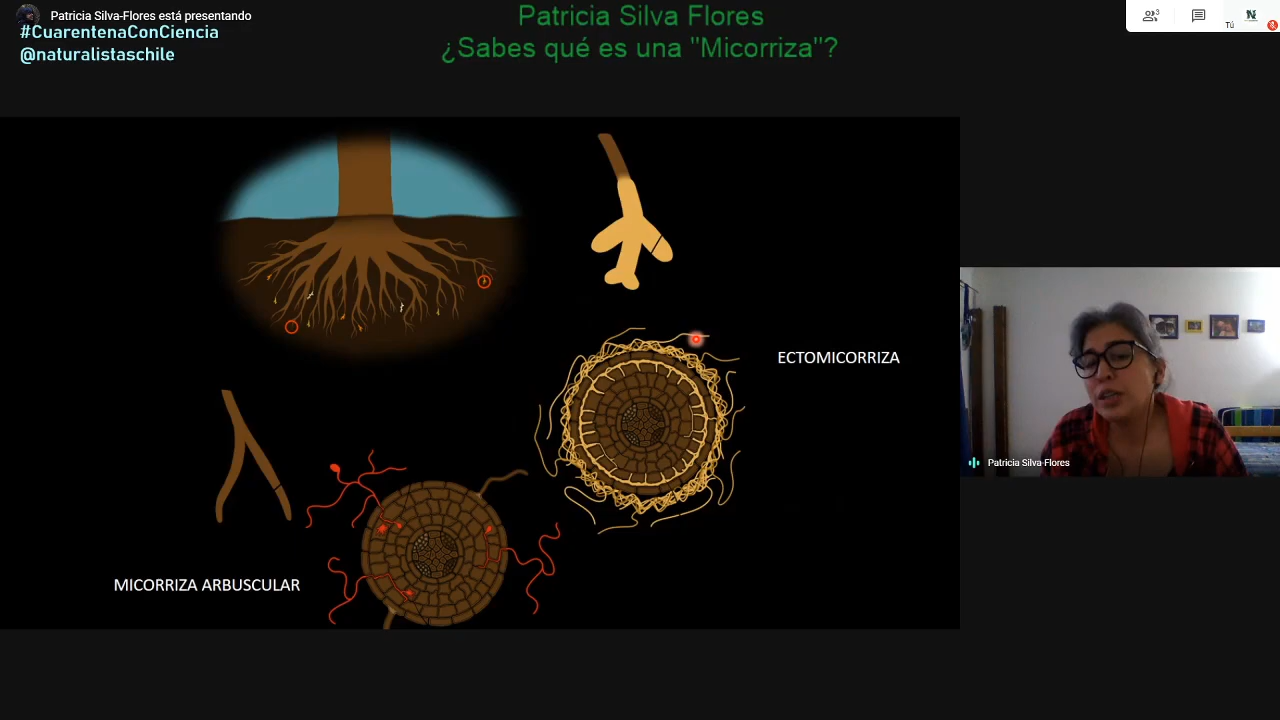 Patricia Silva-Flores está presentando
#CuarentenaConCiencia
@naturalistaschile
Patricia Silva Flores
¿Sabes qué es una "Micorriza"?
3
Tú
N
ECTOMICORRIZA
Patricia Silva-Flores
MICORRIZA ARBUSCULAR